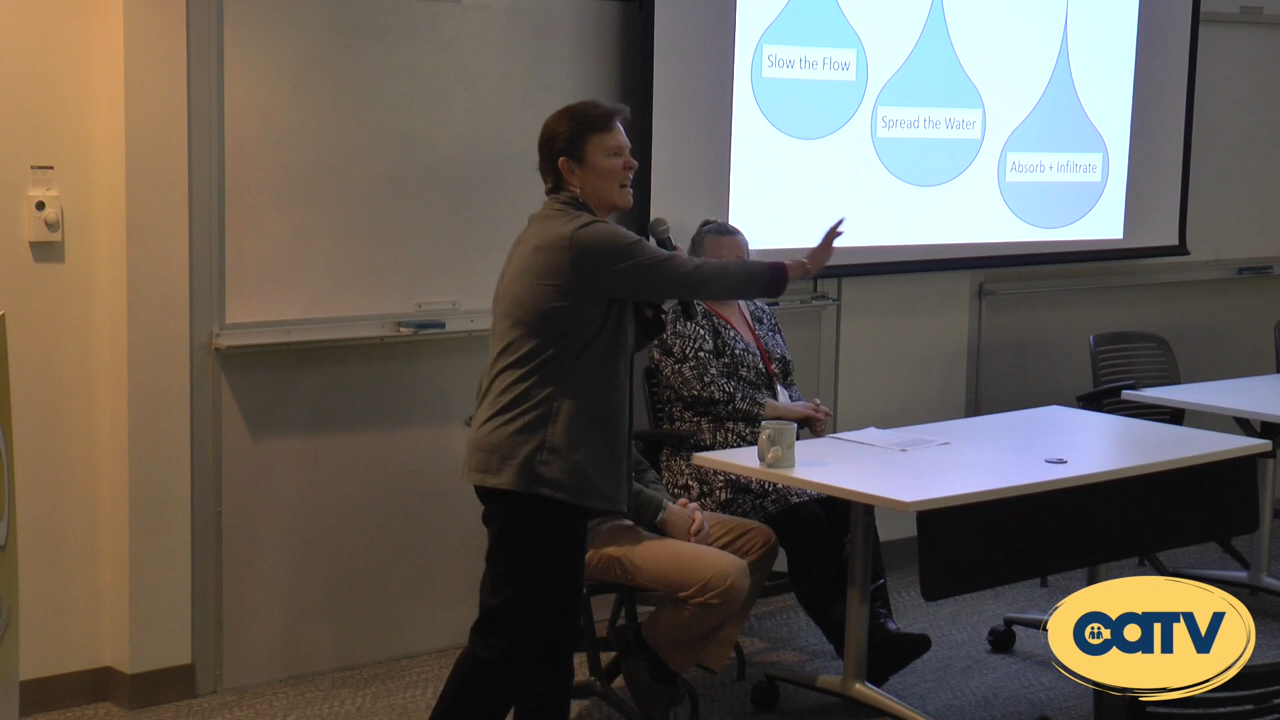 Slow the Flow
Spread the Water
Absorb + Infiltrate
CATV